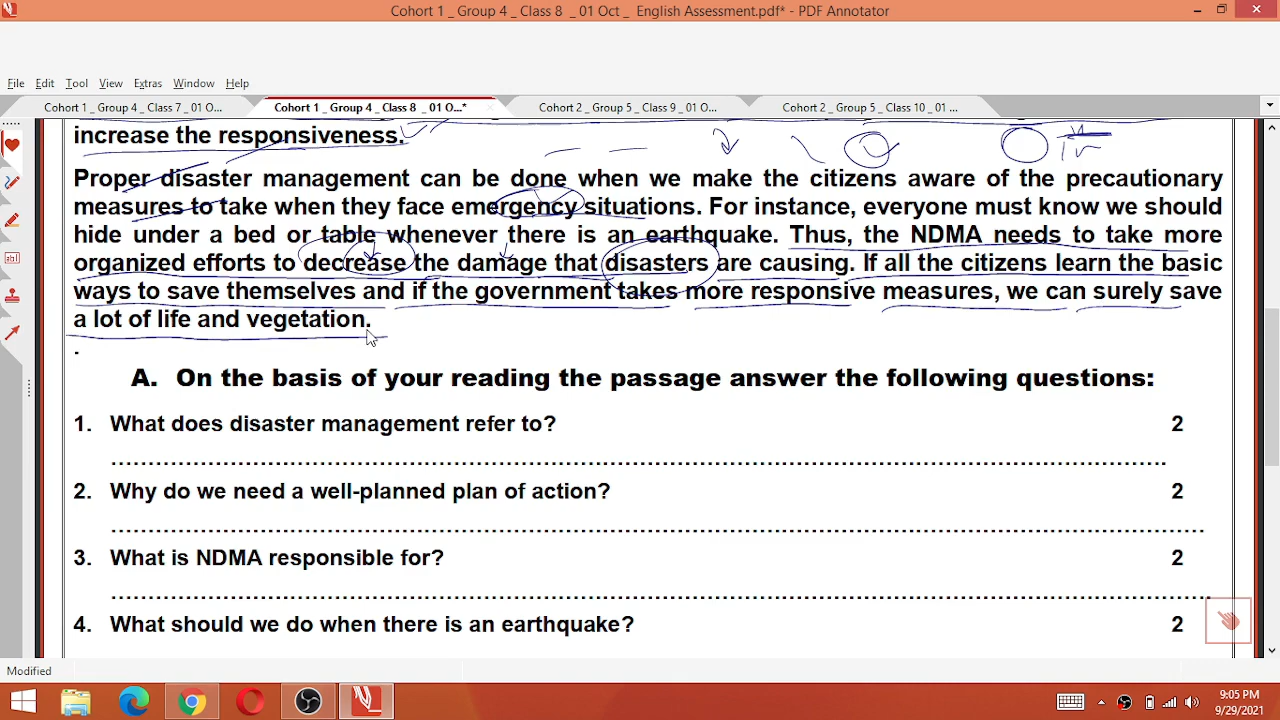 Cohort 1 _ Group 4 _ Class 8 _ 01 Oct _ English Assessment.pdf* - PDF Annotator
File Edit Tool View Extras Window Help
Cohort 1 _ Group 4 _ Class 7 _ 01 O... Cohort 1 _ Group 4 _ Class 8 _ 01 O...* Cohort 2 _ Group 5 _ Class 9 _ 01 O... Cohort 2 _ Group 5 _ Class 10 _ 01 ...
increase the responsiveness.
Proper disaster management can be done when we make the citizens aware of the precautionary
measures to take when they face emergency situations. For instance, everyone must know we should
hide under a bed or table whenever there is an earthquake. Thus, the NDMA needs to take more
organized efforts to decrease the damage that disasters are causing. If all the citizens learn the basic
ways to save themselves and if the government takes more responsive measures, we can surely save
a lot of life and vegetation.
.
A. On the basis of your reading the passage answer the following questions:
1. What does disaster management refer to? 2
2. Why do we need a well-planned plan of action? 2
3. What is NDMA responsible for? 2
4. What should we do when there is an earthquake? 2
Modified
9:05 PM
9/29/2021